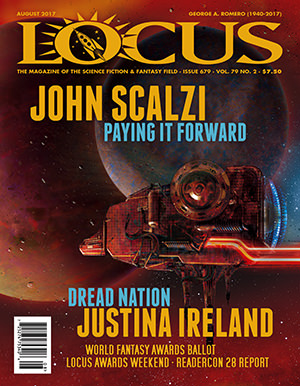 AUGUST 2017
GEORGE A. ROMERO (1940-2017)
LOCUS
THE MAGAZINE OF THE SCIENCE FICTION & FANTASY FIELD · ISSUE 679 · VOL. 79 NO. 2 · $7.50
JOHN SCALZI
PAYING IT FORWARD
DREAD NATION
JUSTINA IRELAND
WORLD FANTASY AWARDS BALLOT
LOCUS AWARDS WEEKEND · READERCON 28 REPORT